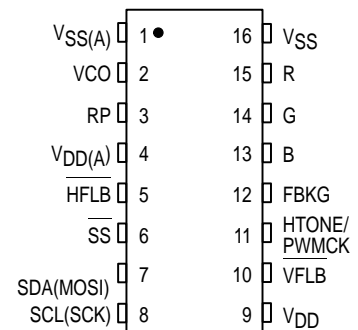 VSS(A) 1 16 VSS
VCO 2 15 R
RP 3 14 G
VDD(A) 4 13 B
HFLB 5 12 FBKG
SS 6 11 HTONE/
PWMCK
SDA(MOSI) 7 10 VFLB
SCL(SCK) 8 9 VDD